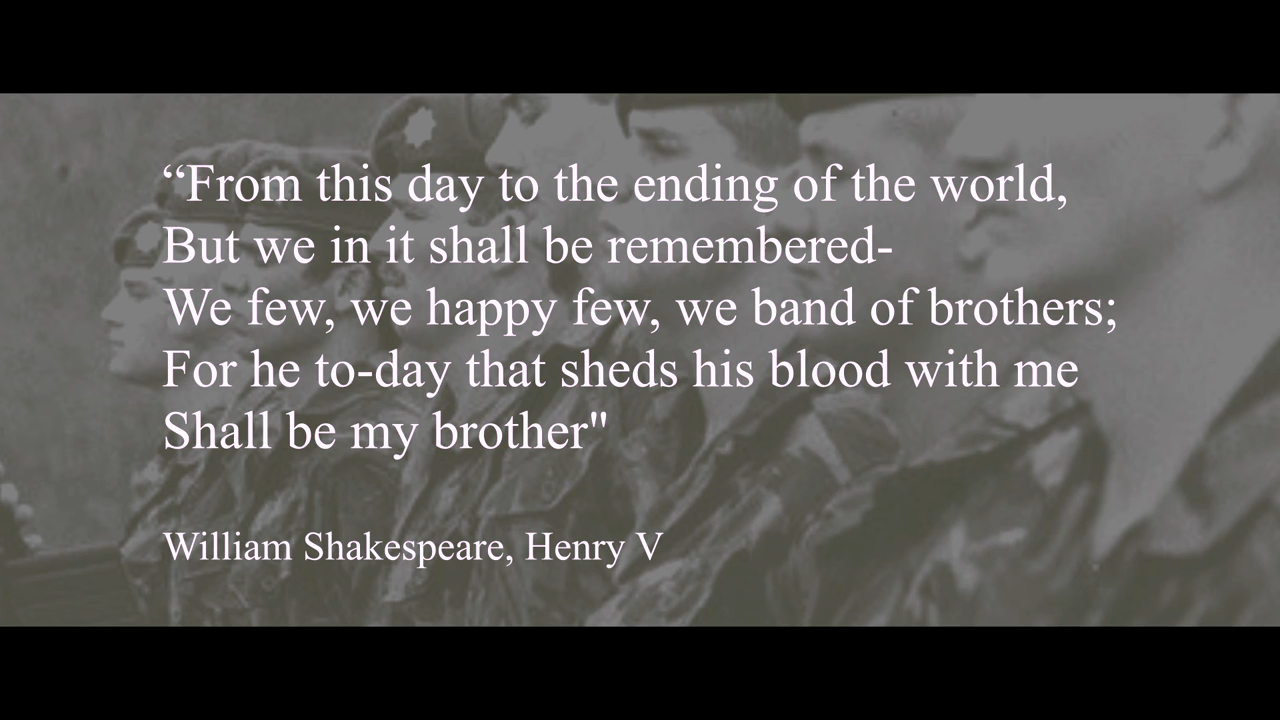 “From this day to the ending of the world,
But we in it shall be remembered-
We few, we happy few, we band of brothers;
For he to-day that sheds his blood with me
Shall be my brother"
William Shakespeare, Henry V